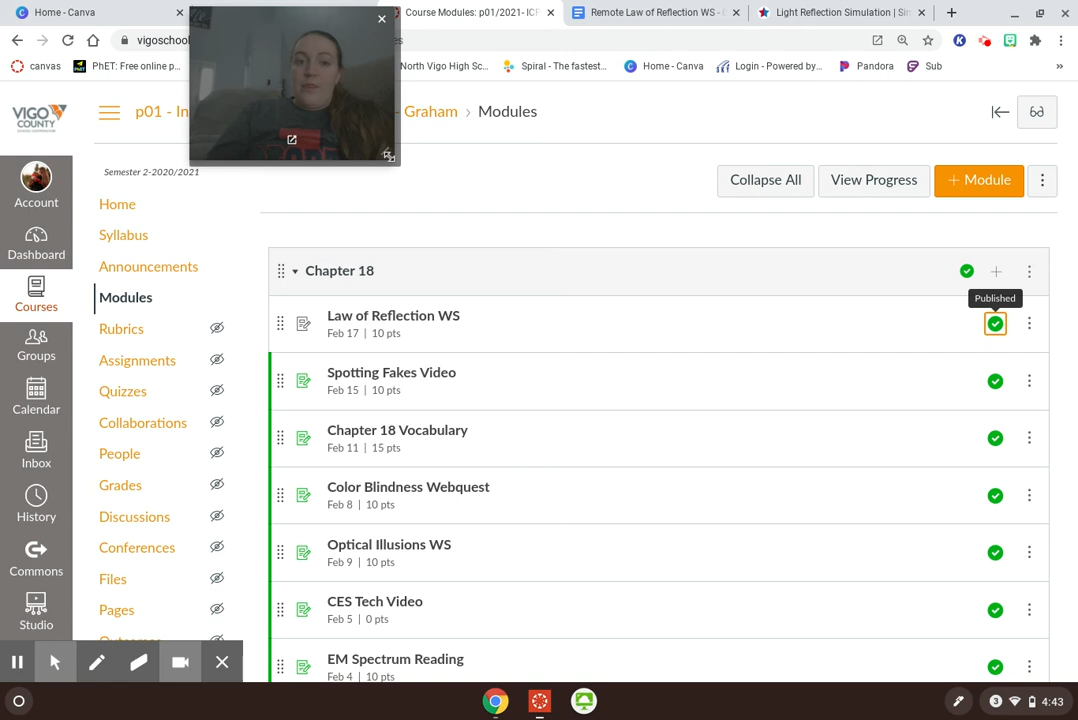 Home - Canva
Course Modules: p01/2021- ICP
Remote Law of Reflection WS -
Light Reflection Simulation | Sim
vigoschool
es
canvas
PhET: Free online p...
North Vigo High Sc...
Spiral - The fastest...
Home - Canva
Login - Powered by...
Pandora
Sub
»
VIGO
COUNTY
p01 - In
- Graham
Modules
Semester 2-2020/2021
Collapse All
View Progress
+ Module
Account
Dashboard
Courses
Groups
Calendar
Inbox
History
Commons
Studio
Home
Syllabus
Announcements
Modules
Rubrics
Assignments
Quizzes
Collaborations
People
Grades
Discussions
Conferences
Files
Pages
Outcomes
Chapter 18
Published
Law of Reflection WS
Feb 17 | 10 pts
Spotting Fakes Video
Feb 15 | 10 pts
Chapter 18 Vocabulary
Feb 11 | 15 pts
Color Blindness Webquest
Feb 8 | 10 pts
Optical Illusions WS
Feb 9 | 10 pts
CES Tech Video
Feb 5 | 0 pts
EM Spectrum Reading
Feb 4 | 10 pts
3
4:43